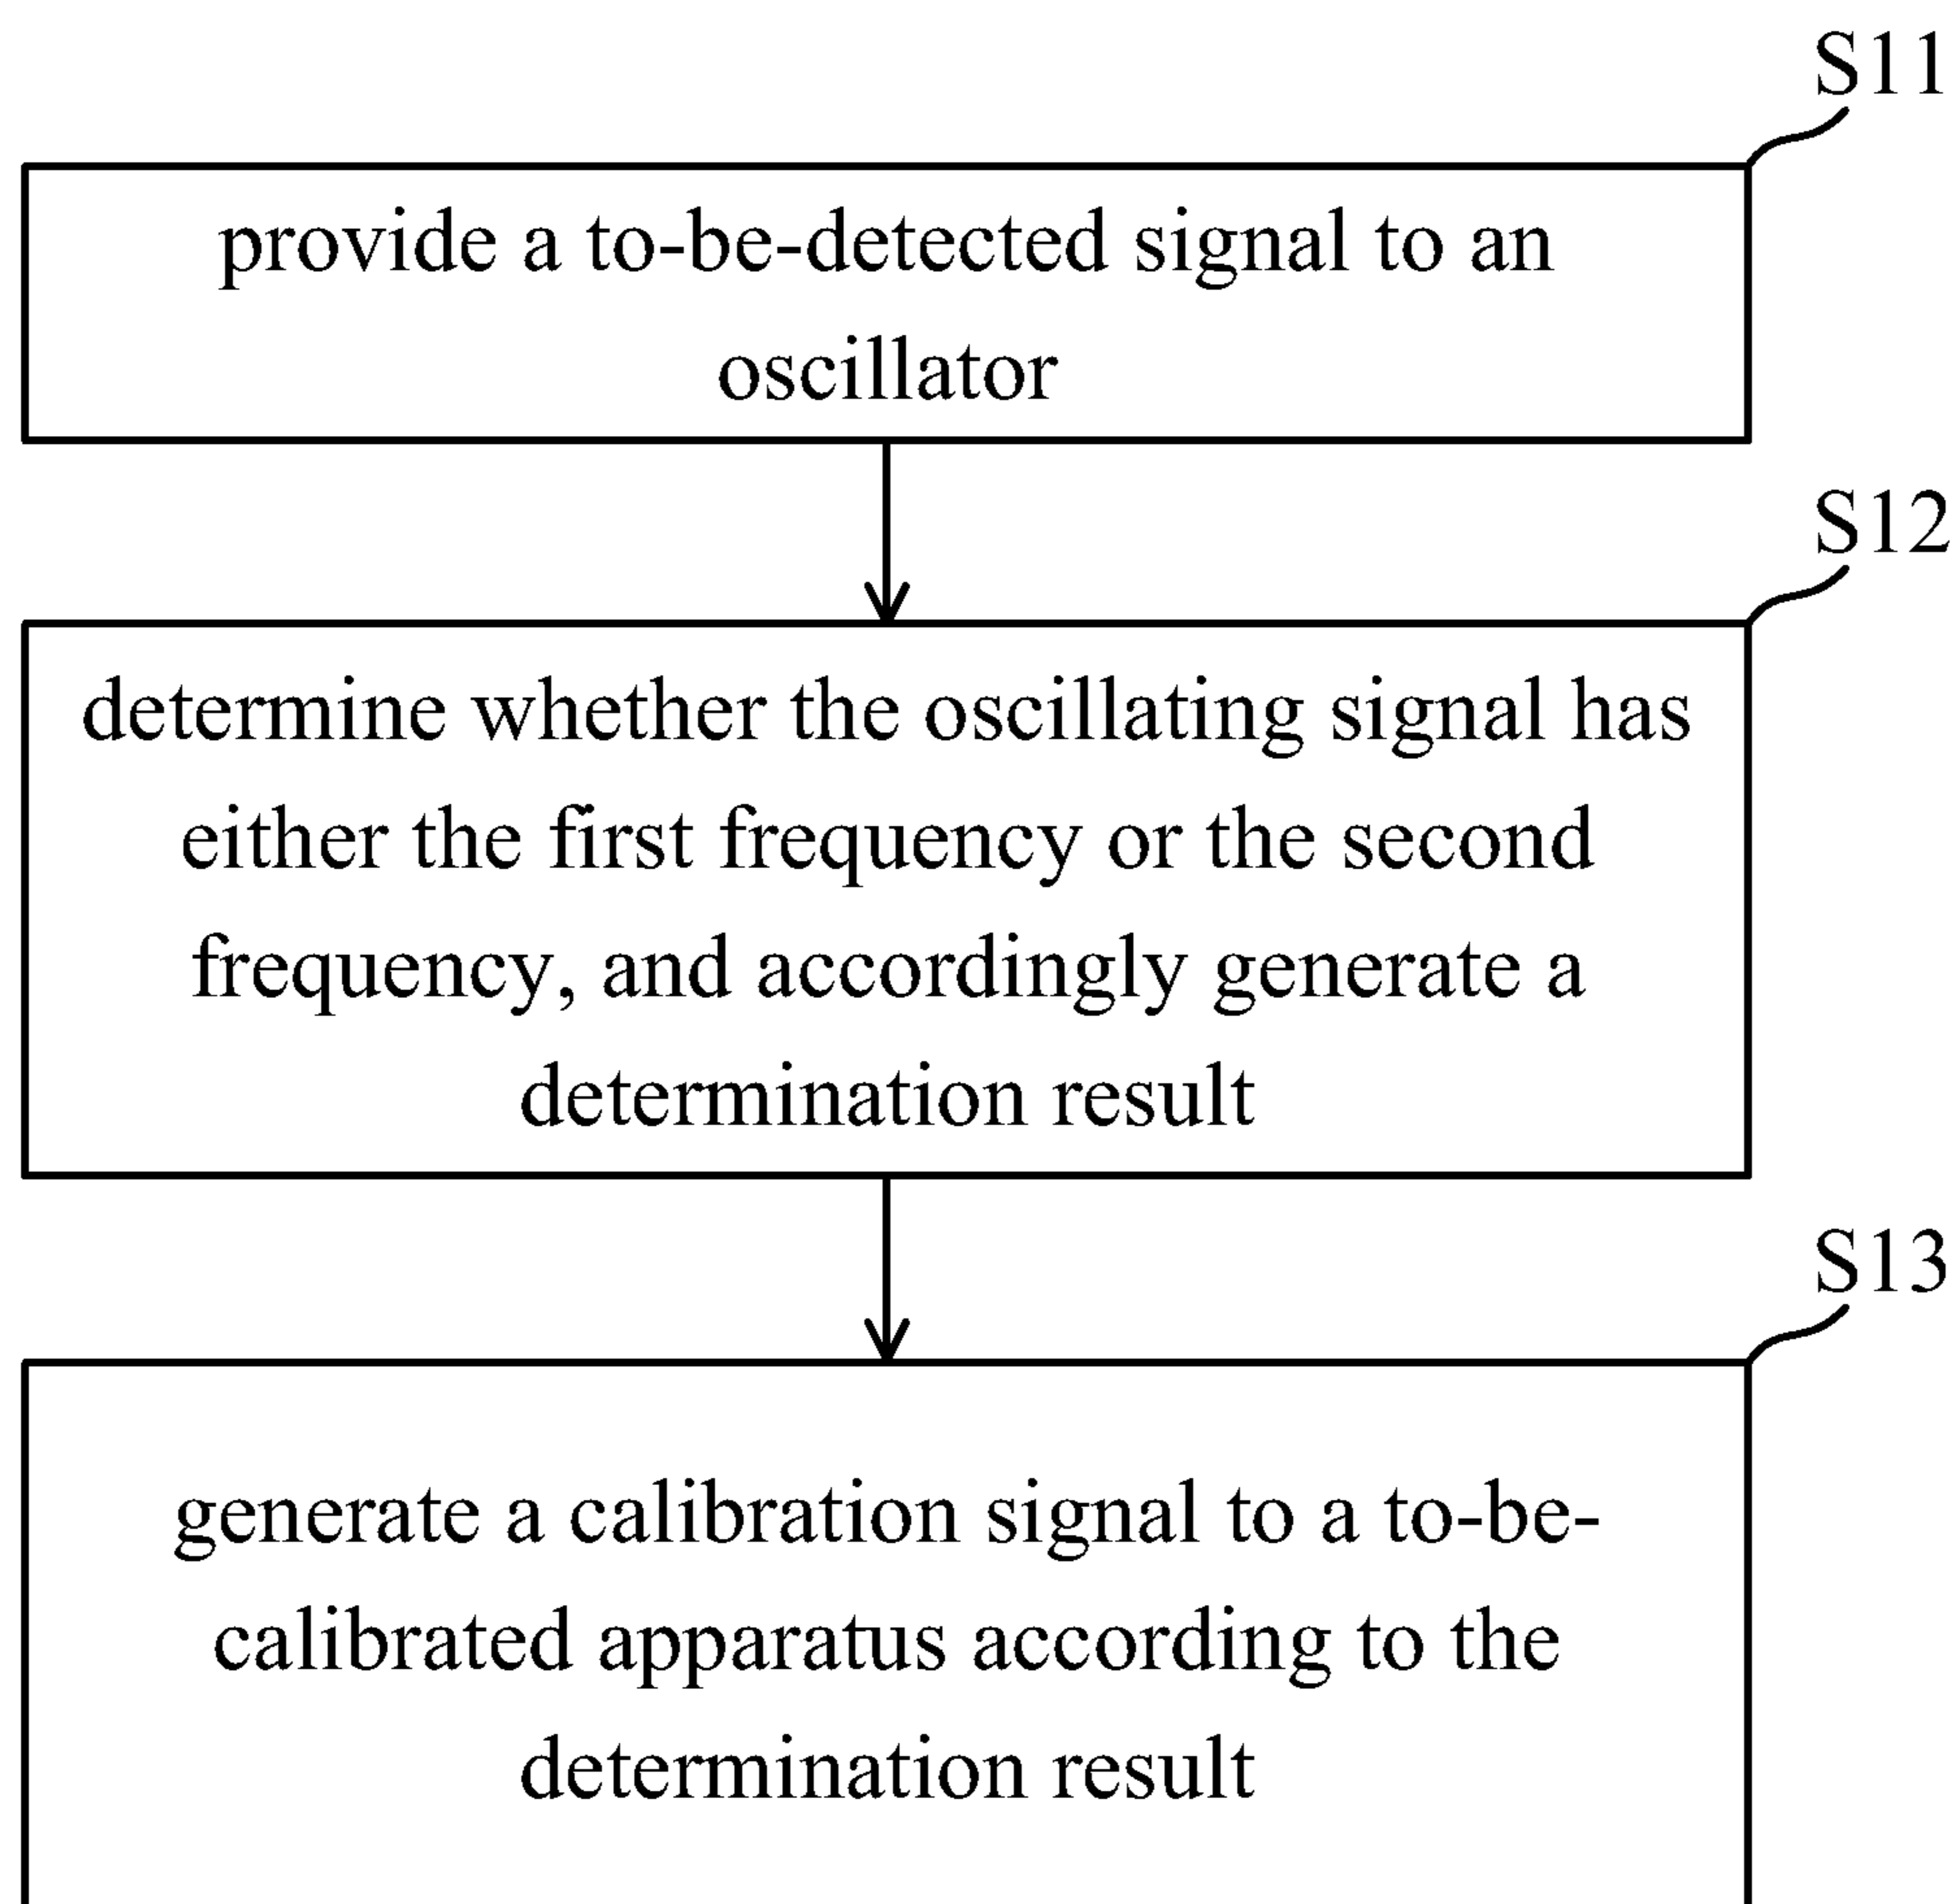 S11
provide a to-be-detected signal to an
oscillator
S12
determine whether the oscillating signal has
either the first frequency or the second
frequency, and accordingly generate a
determination result
S13
generate a calibration signal to a to-be-
calibrated apparatus according to the
determination result